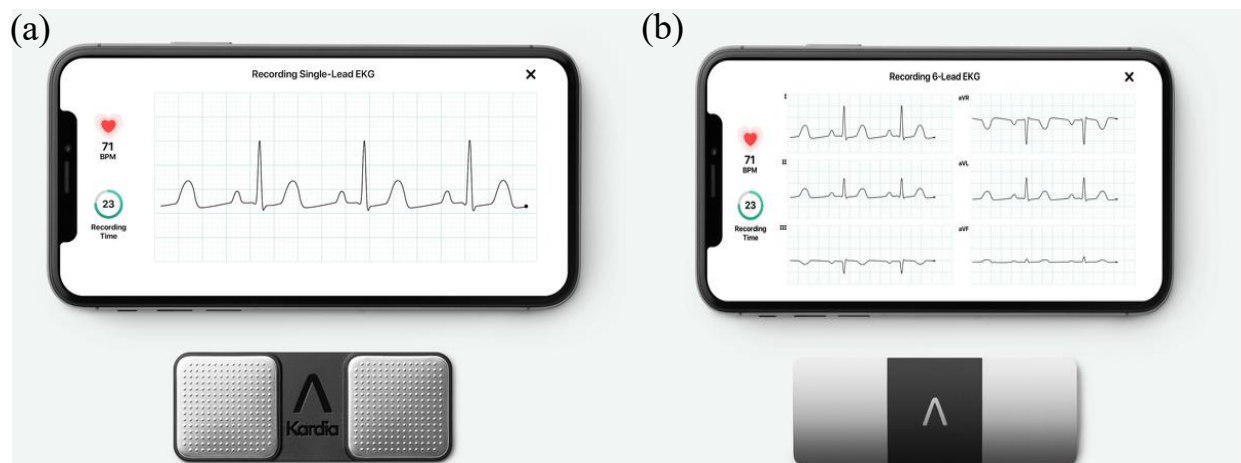 (a)
Recording Single-Lead EKG
×
71
BPM
23
Recording
Time
Kardia
(b)
Recording 6-Lead EKG
×
I
aVR
71
BPM
II
aVL
23
Recording
Time
III
aVF